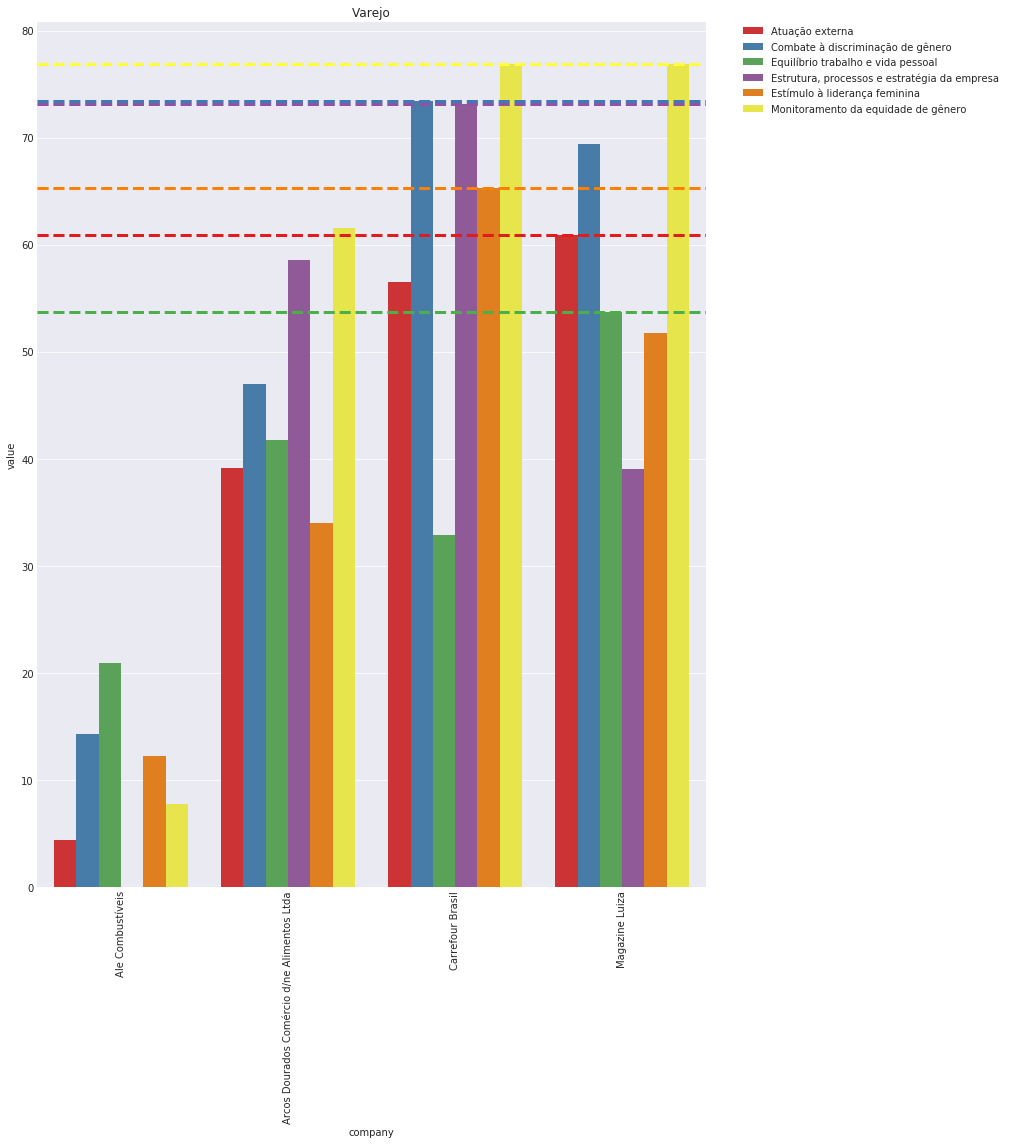 Varejo
Atuação externa
Combate à discriminação de gênero
Equilíbrio trabalho e vida pessoal
Estrutura, processos e estratégia da empresa
Estímulo à liderança feminina
Monitoramento da equidade de gênero
80
70
60
50
40
30
20
10
0
value
Ale Combustíveis
Arcos Dourados Comércio d/ne Alimentos Ltda
Carrefour Brasil
Magazine Luiza
company